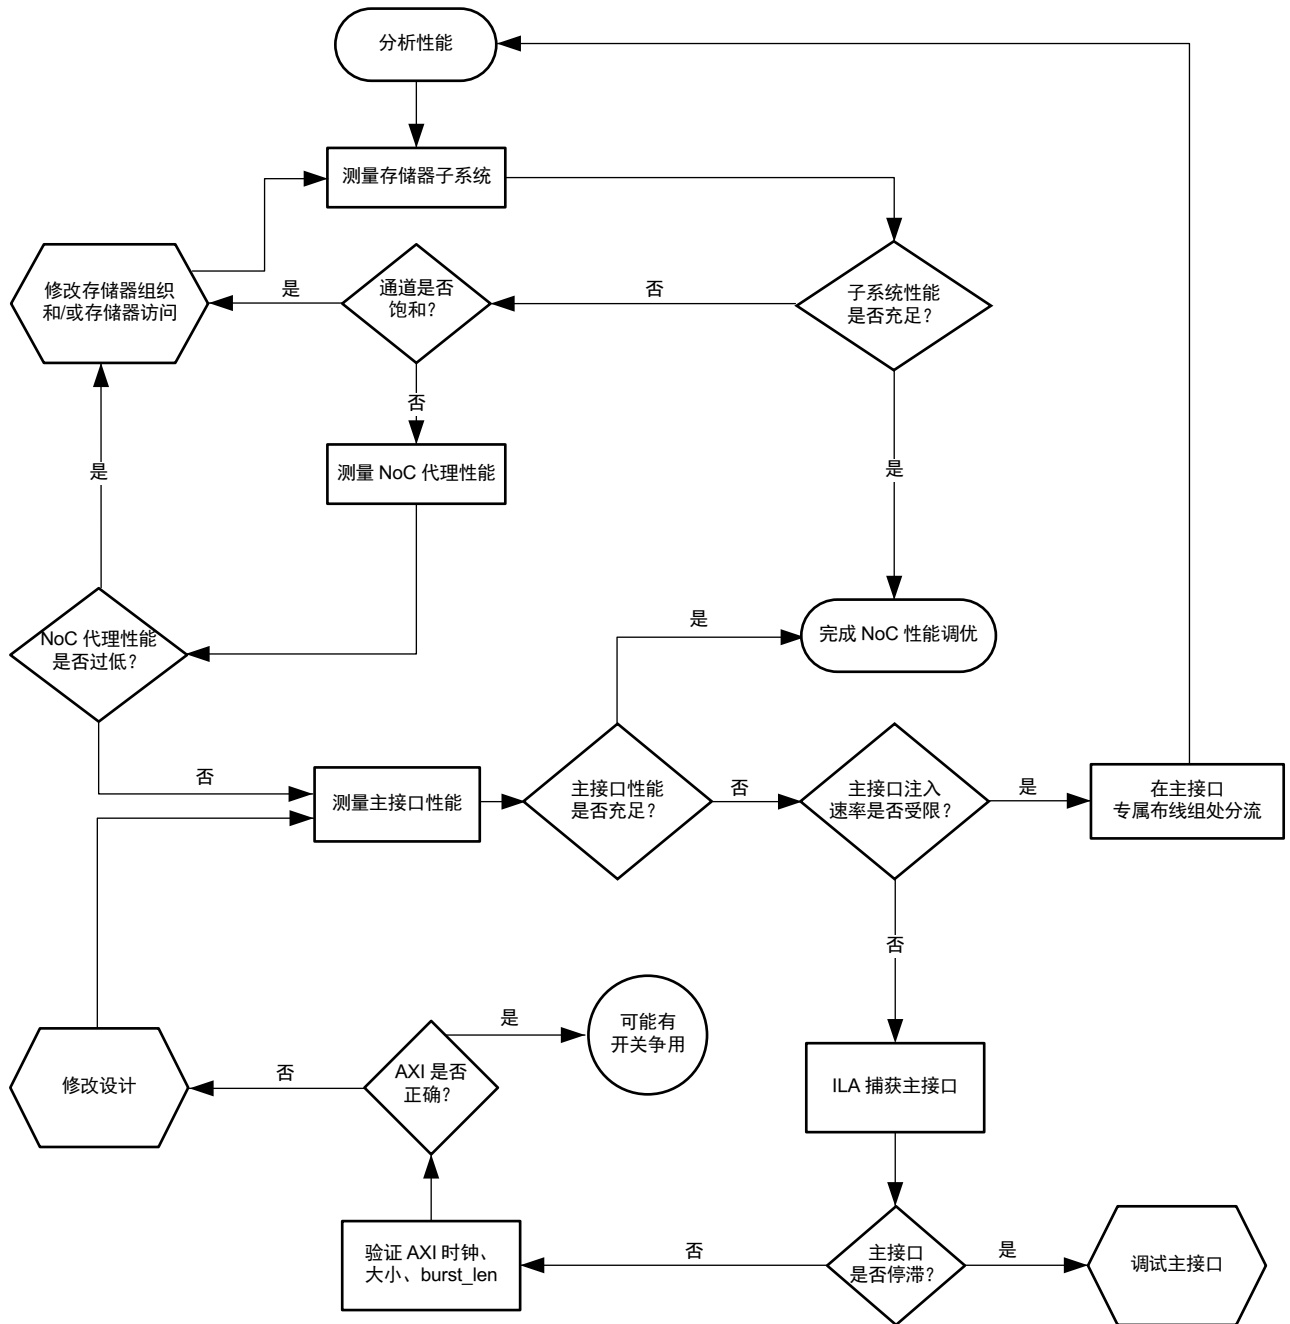 分析性能
测量存储器子系统
修改存储器组织
和/或存储器访问
是
通道是否
饱和?
否
子系统性能
是否充足?
否
是
测量 NoC 代理性能
是
NoC 代理性能
是否过低?
是
完成 NoC 性能调优
否
测量主接口性能
主接口性能
是否充足?
否
主接口注入
速率是否受限?
是
在主接口
专属布线组处分流
否
修改设计
否
AXI 是否
正确?
是
可能有
开关争用
ILA 捕获主接口
验证 AXI 时钟、
大小、burst_len
否
主接口
是否停滞?
是
调试主接口